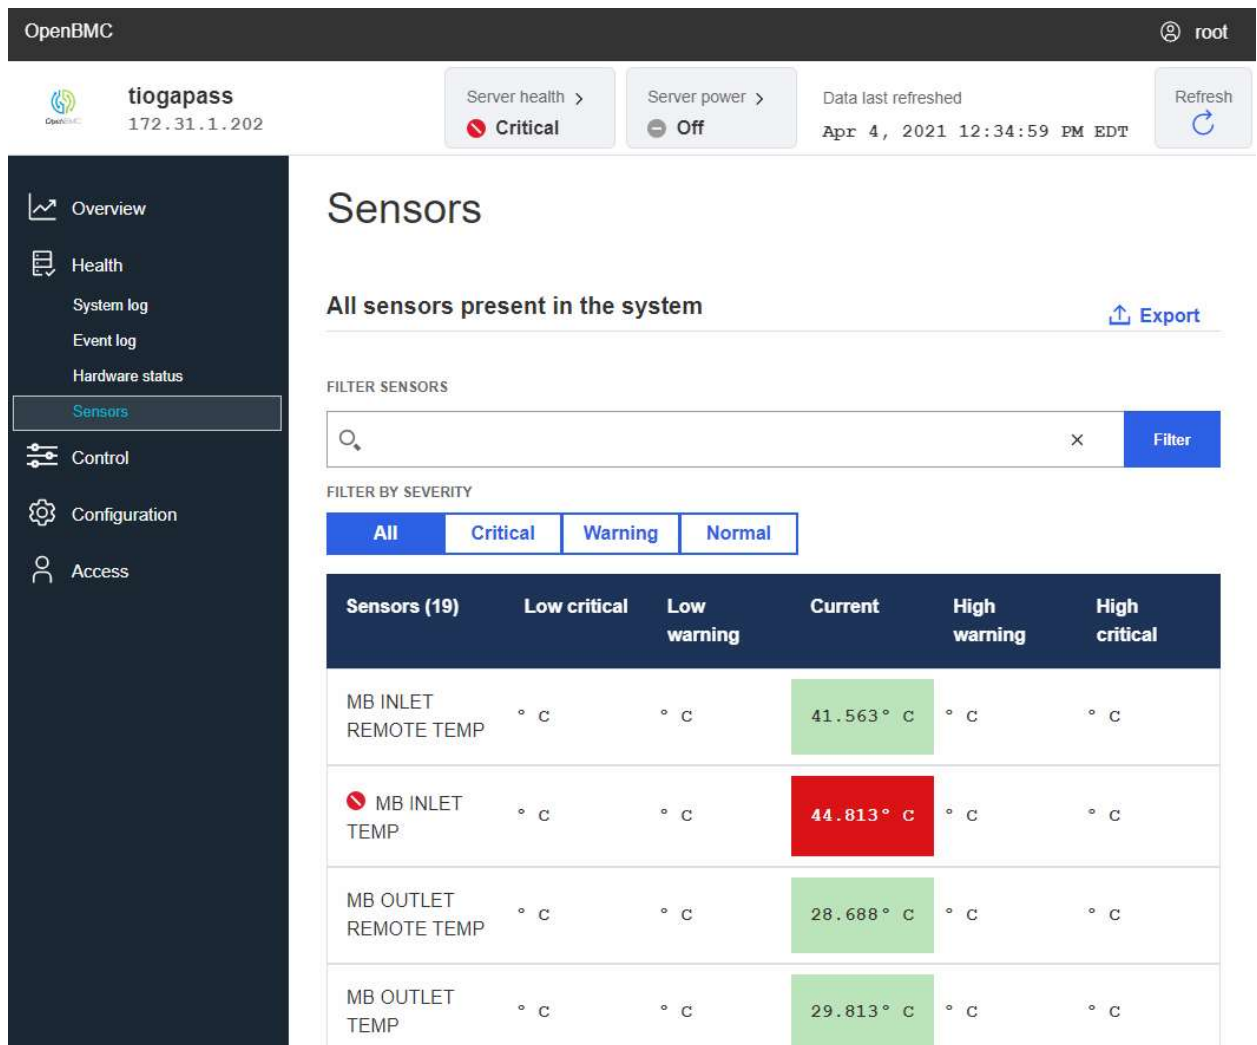 OpenBMC
root
OpenBMC
tiogapass
172.31.1.202
Server health >
Critical
Server power >
Off
Data last refreshed
Apr 4, 2021 12:34:59 PM EDT
Refresh
Overview
Health
System log
Event log
Hardware status
Sensors
Control
Configuration
Access
Sensors
All sensors present in the system
Export
FILTER SENSORS
×
Filter
FILTER BY SEVERITY
All Critical Warning Normal
Sensors (19) Low critical Low warning Current High warning High critical
MB INLET
REMOTE TEMP
° C ° C 41.563° C ° C ° C
MB INLET
TEMP
° C ° C 44.813° C ° C ° C
MB OUTLET
REMOTE TEMP
° C ° C 28.688° C ° C ° C
MB OUTLET
TEMP
° C ° C 29.813° C ° C ° C